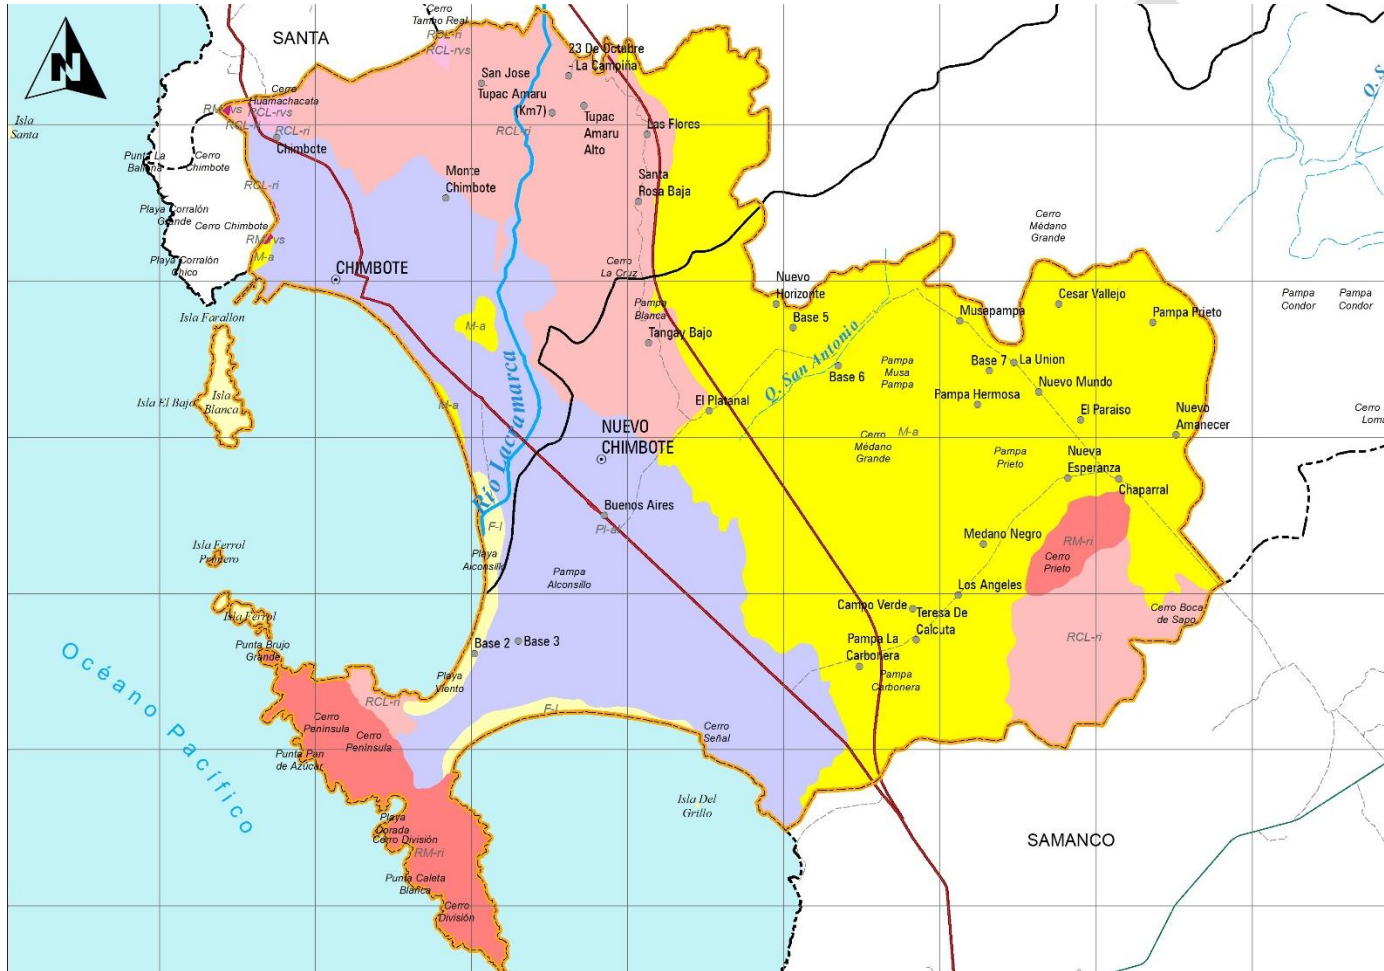 N
SANTA
Cerro
Tambo Real
RCL-ri
RCL-rvs
23 De Octubre
- La Campiña
San Jose
Tupac Amaru
(Km7)
Tupac
Amaru
Alto
Las Flores
Cerro
Huamachacata
RM-rvs
RCL-rvs
RCL-ri
RCL-ri
Chimbote
RCL-ri
Isla
Santa
Punta La
Ballena
Cerro
Chimbote
RCL-ri
Monte
Chimbote
Santa
Rosa Baja
Playa Corralón
Grande
Cerro Chimbote
RM-rvs
M-a
Playa Corralón
Chico
CHIMBOTE
Cerro
La Cruz
Cerro
Médano
Grande
Q. S
Isla Farallon
Nuevo
Horizonte
Base 5
Pampa
Blanca
Tangay Bajo
Musepampa
Cesar Vallejo
Pampa Prieto
Pampa
Condor
Pampa
Condor
M-a
Río Lacramarca
Q. San Antonio
Base 6
Pampa
Musa
Pampa
Base 7
La Union
Nuevo Mundo
Pampa Hermosa
Isla El Bajo
Isla
Blanca
M-a
El Platanal
El Paraiso
Nuevo
Amanecer
Cerro
Loma
NUEVO
CHIMBOTE
Cerro
Médano
Grande
M-a
Pampa
Prieto
Nueva
Esperanza
Chaparral
Buenos Aires
Pl-al
F-l
Isla Ferrol
Primero
Playa
Alconsillo
Pampa
Alconsillo
Medano Negro
RM-ri
Cerro
Prieto
Los Angeles
Isla Ferrol
Campo Verde
Teresa De
Calcuta
Cerro Boca
de Sapo
RCL-ri
Punta Brujo
Grande
Base 2
Base 3
Pampa La
Carbonera
Pampa
Carbonera
Playa
Viento
RCL-ri
F-l
Océano Pacífico
Cerro
Península
Cerro
Península
Cerro
Señal
Punta Pan
de Azúcar
Isla Del
Grillo
Playa
Dorada
Cerro División
RM-ri
SAMANCO
Punta Caleta
Blanca
Cerro
División